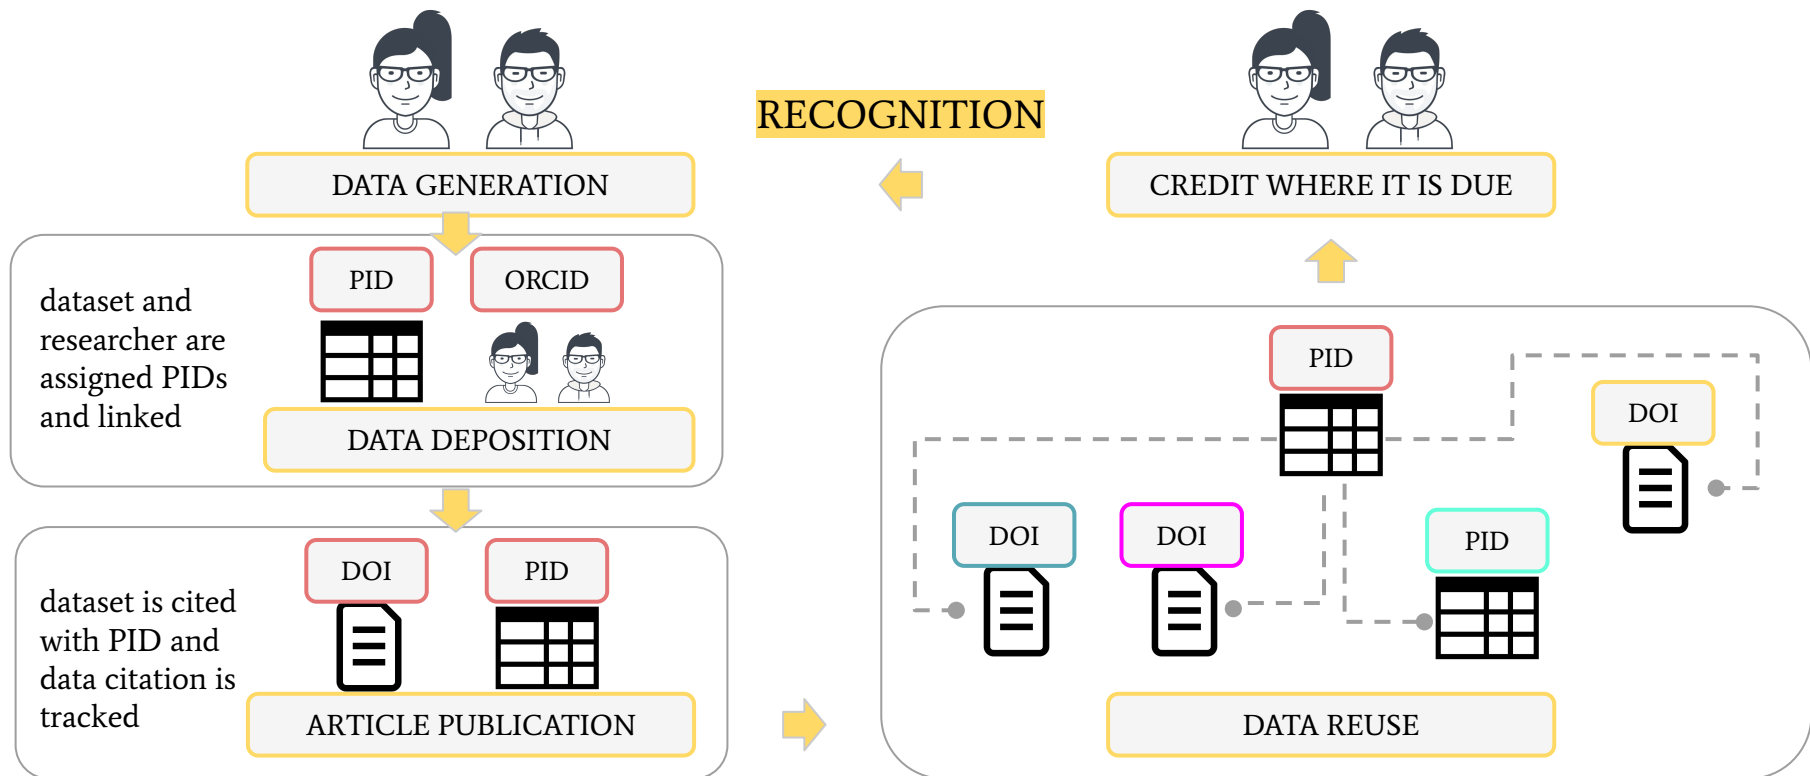 RECOGNITION
DATA GENERATION
CREDIT WHERE IT IS DUE
PID
ORCID
dataset and
researcher are
assigned PIDs
and linked
DATA DEPOSITION
DOI
PID
dataset is cited
with PID and
data citation is
tracked
ARTICLE PUBLICATION
PID
DOI
DOI
DOI
PID
DATA REUSE